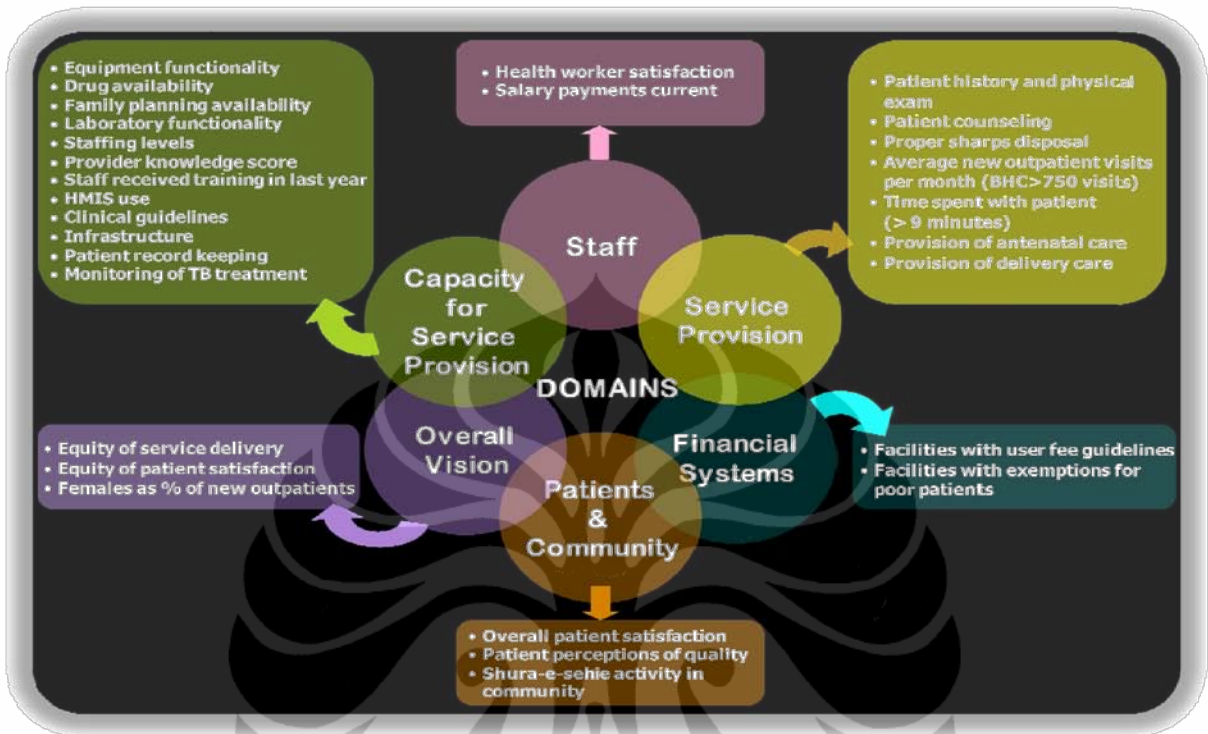 • Equipment functionality
• Drug availability
• Family planning availability
• Laboratory functionality
• Staffing levels
• Provider knowledge score
• Staff received training in last year
• HMIS use
• Clinical guidelines
• Infrastructure
• Patient record keeping
• Monitoring of TB treatment
• Health worker satisfaction
• Salary payments current
• Patient history and physical
exam
• Patient counseling
• Proper sharps disposal
• Average new outpatient visits
per month (BHC>750 visits)
• Time spent with patient
(> 9 minutes)
• Provision of antenatal care
• Provision of delivery care
Staff
Capacity
for
Service
Provision
Service
Provision
DOMAINS
Overall
Vision
Financial
Systems
Patients
&
Community
• Equity of service delivery
• Equity of patient satisfaction
• Females as % of new outpatients
• Facilities with user fee guidelines
• Facilities with exemptions for
poor patients
• Overall patient satisfaction
• Patient perceptions of quality
• Shura-e-sehie activity in
community